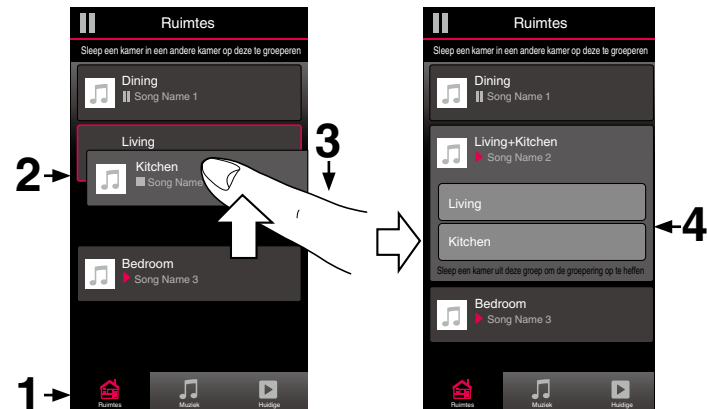 Ruimtes
Sleep een kamer in een andere kamer op deze te groeperen
Dining
Song Name 1
Living
Kitchen
Song Name
Bedroom
Song Name 3
Ruimtes
Muziek
Huidige
1
2
3
Ruimtes
Sleep een kamer in een andere kamer op deze te groeperen
Dining
Song Name 1
Living+Kitchen
Song Name 2
Living
Kitchen
Sleep een kamer uit deze groep om de groepering op te heffen
Bedroom
Song Name 3
Ruimtes
Muziek
Huidige
4